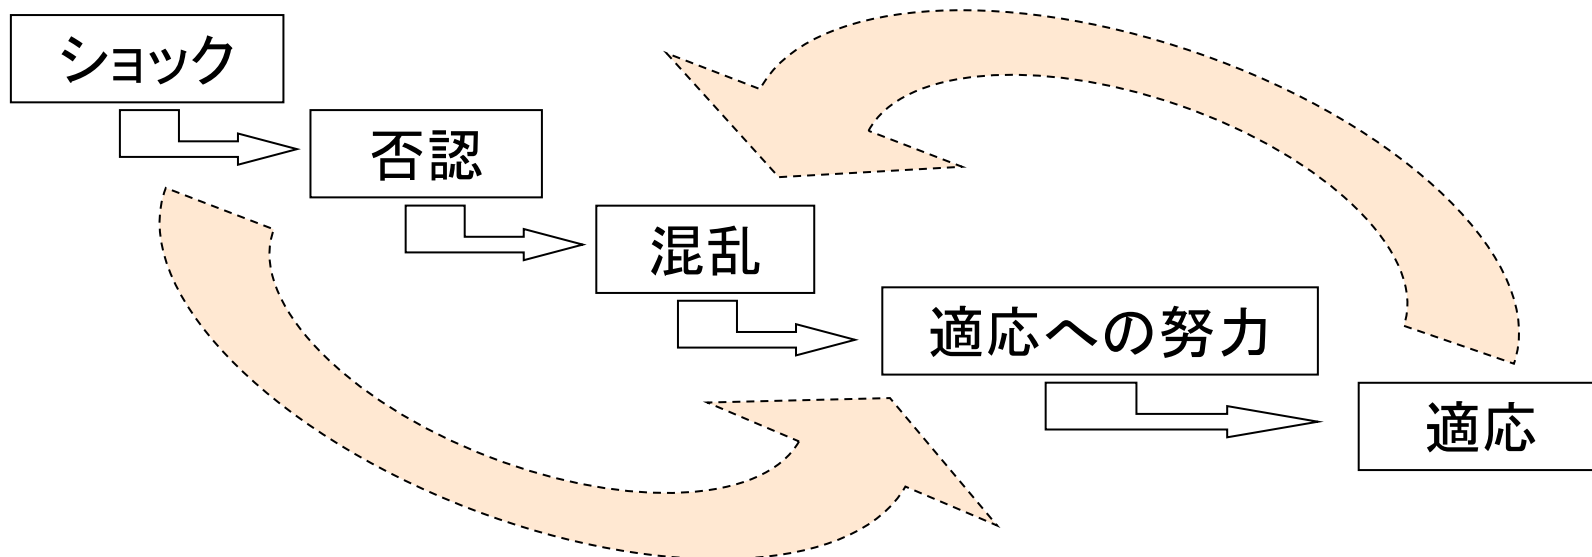 ショック
否認
混乱
適応への努力
適応